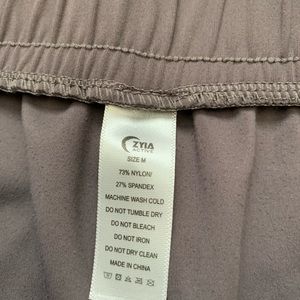 ZYIA
ACTIVE
SIZE M
73% NYLON/
27% SPANDEX
MACHINE WASH COLD
DO NOT TUMBLE DRY
DO NOT BLEACH
DO NOT IRON
DO NOT DRY CLEAN
MADE IN CHINA